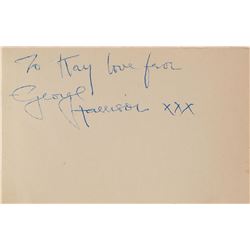 To Kay love from
George
Harrison xxx